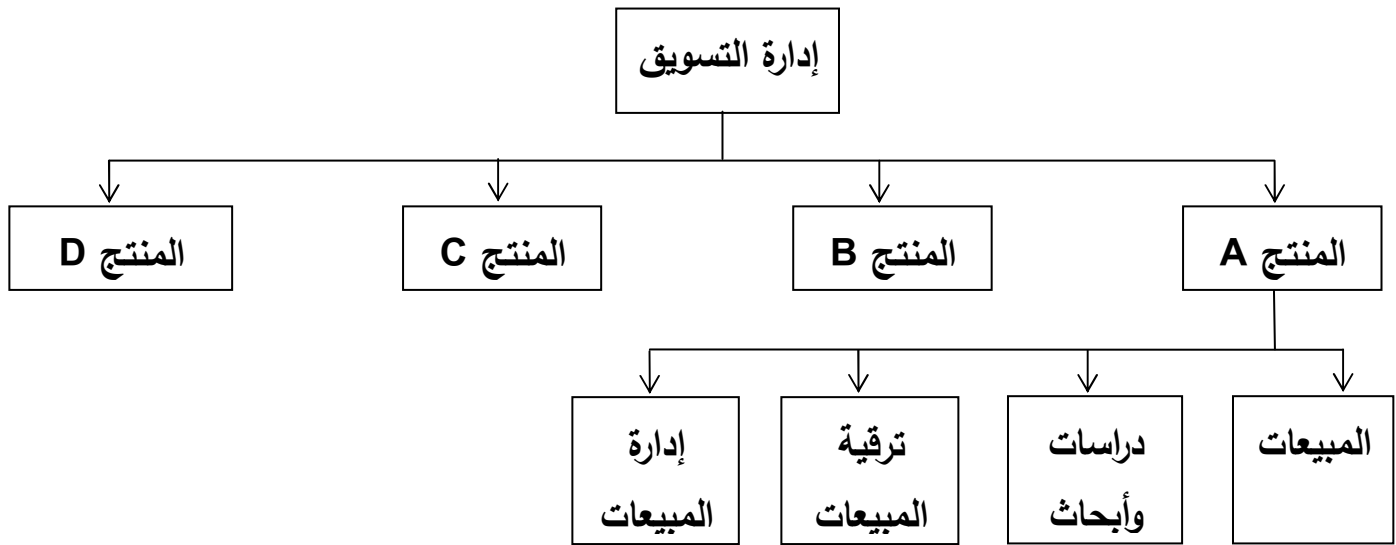 إدارة التسويق
المنتج A
المنتج B
المنتج C
المنتج D
المبيعات
دراسات
وأبحاث
ترقية
المبيعات
إدارة
المبيعات